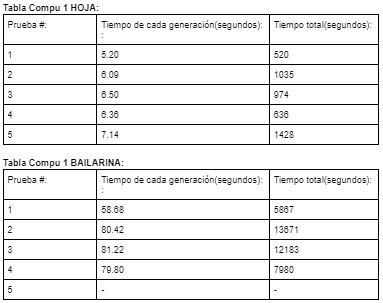 Tabla Compu 1 HOJA:
Prueba #: Tiempo de cada generación(segundos): Tiempo total(segundos):
:
1 5.20 520
2 6.09 1035
3 6.50 974
4 6.36 636
5 7.14 1428
Tabla Compu 1 BAILARINA:
Prueba #: Tiempo de cada generación(segundos): Tiempo total(segundos):
:
1 58.68 5867
2 80.42 13671
3 81.22 12183
4 79.80 7980
5 - -